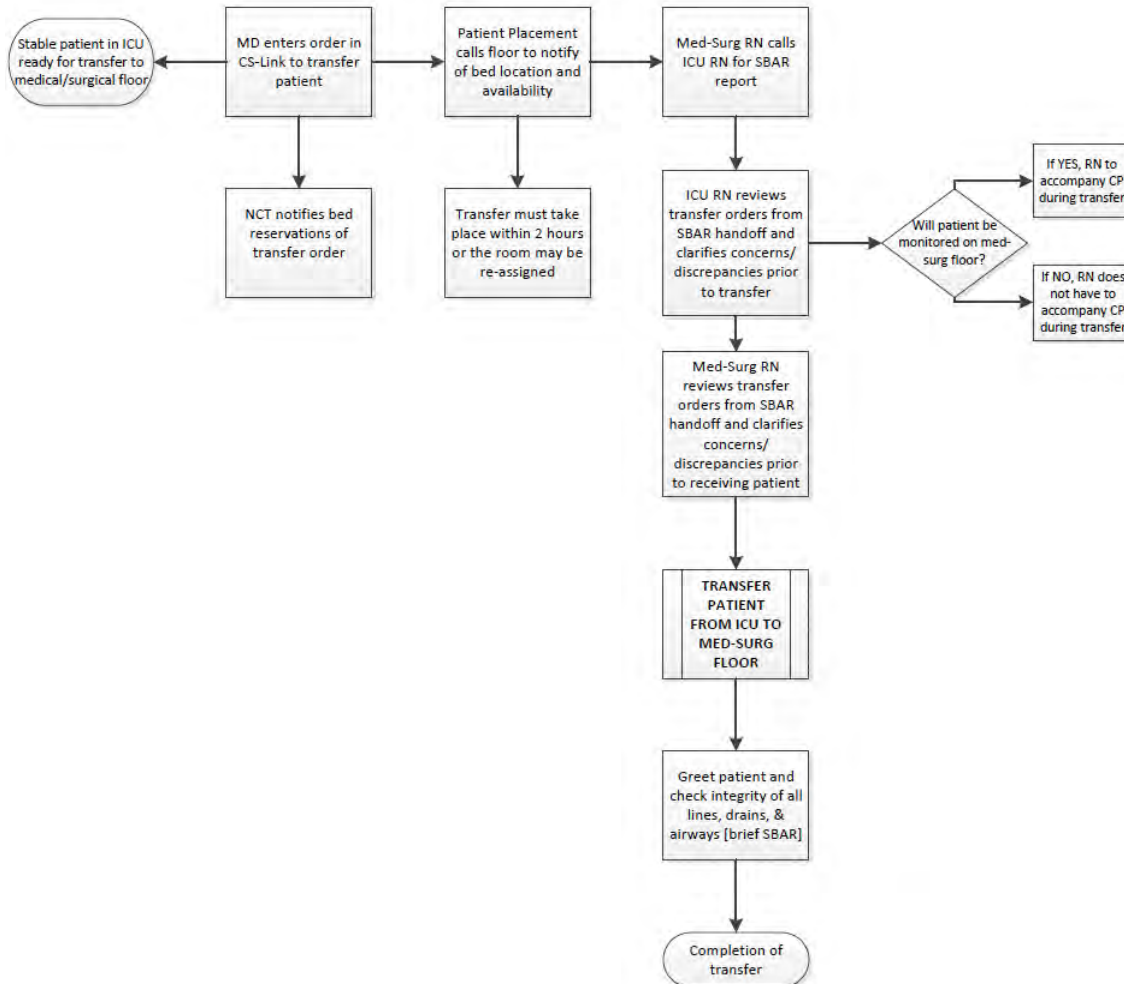 Stable patient in ICU
ready for transfer to
medical/surgical floor
MD enters order in
CS-Link to transfer
patient
Patient Placement
calls floor to notify
of bed location and
availability
Med-Surg RN calls
ICU RN for SBAR
report
NCT notifies bed
reservations of
transfer order
Transfer must take
place within 2 hours
or the room may be
re-assigned
ICU RN reviews
transfer orders from
SBAR handoff and
clarifies concerns/
discrepancies prior
to transfer
Will patient be
monitored on med-
surg floor?
If YES, RN to
accompany CP
during transfer
If NO, RN does
not have to
accompany CP
during transfer
Med-Surg RN
reviews transfer
orders from SBAR
handoff and clarifies
concerns/
discrepancies prior
to receiving patient
TRANSFER
PATIENT
FROM ICU TO
MED-SURG
FLOOR
Greet patient and
check integrity of all
lines, drains, &
airways [brief SBAR]
Completion of
transfer